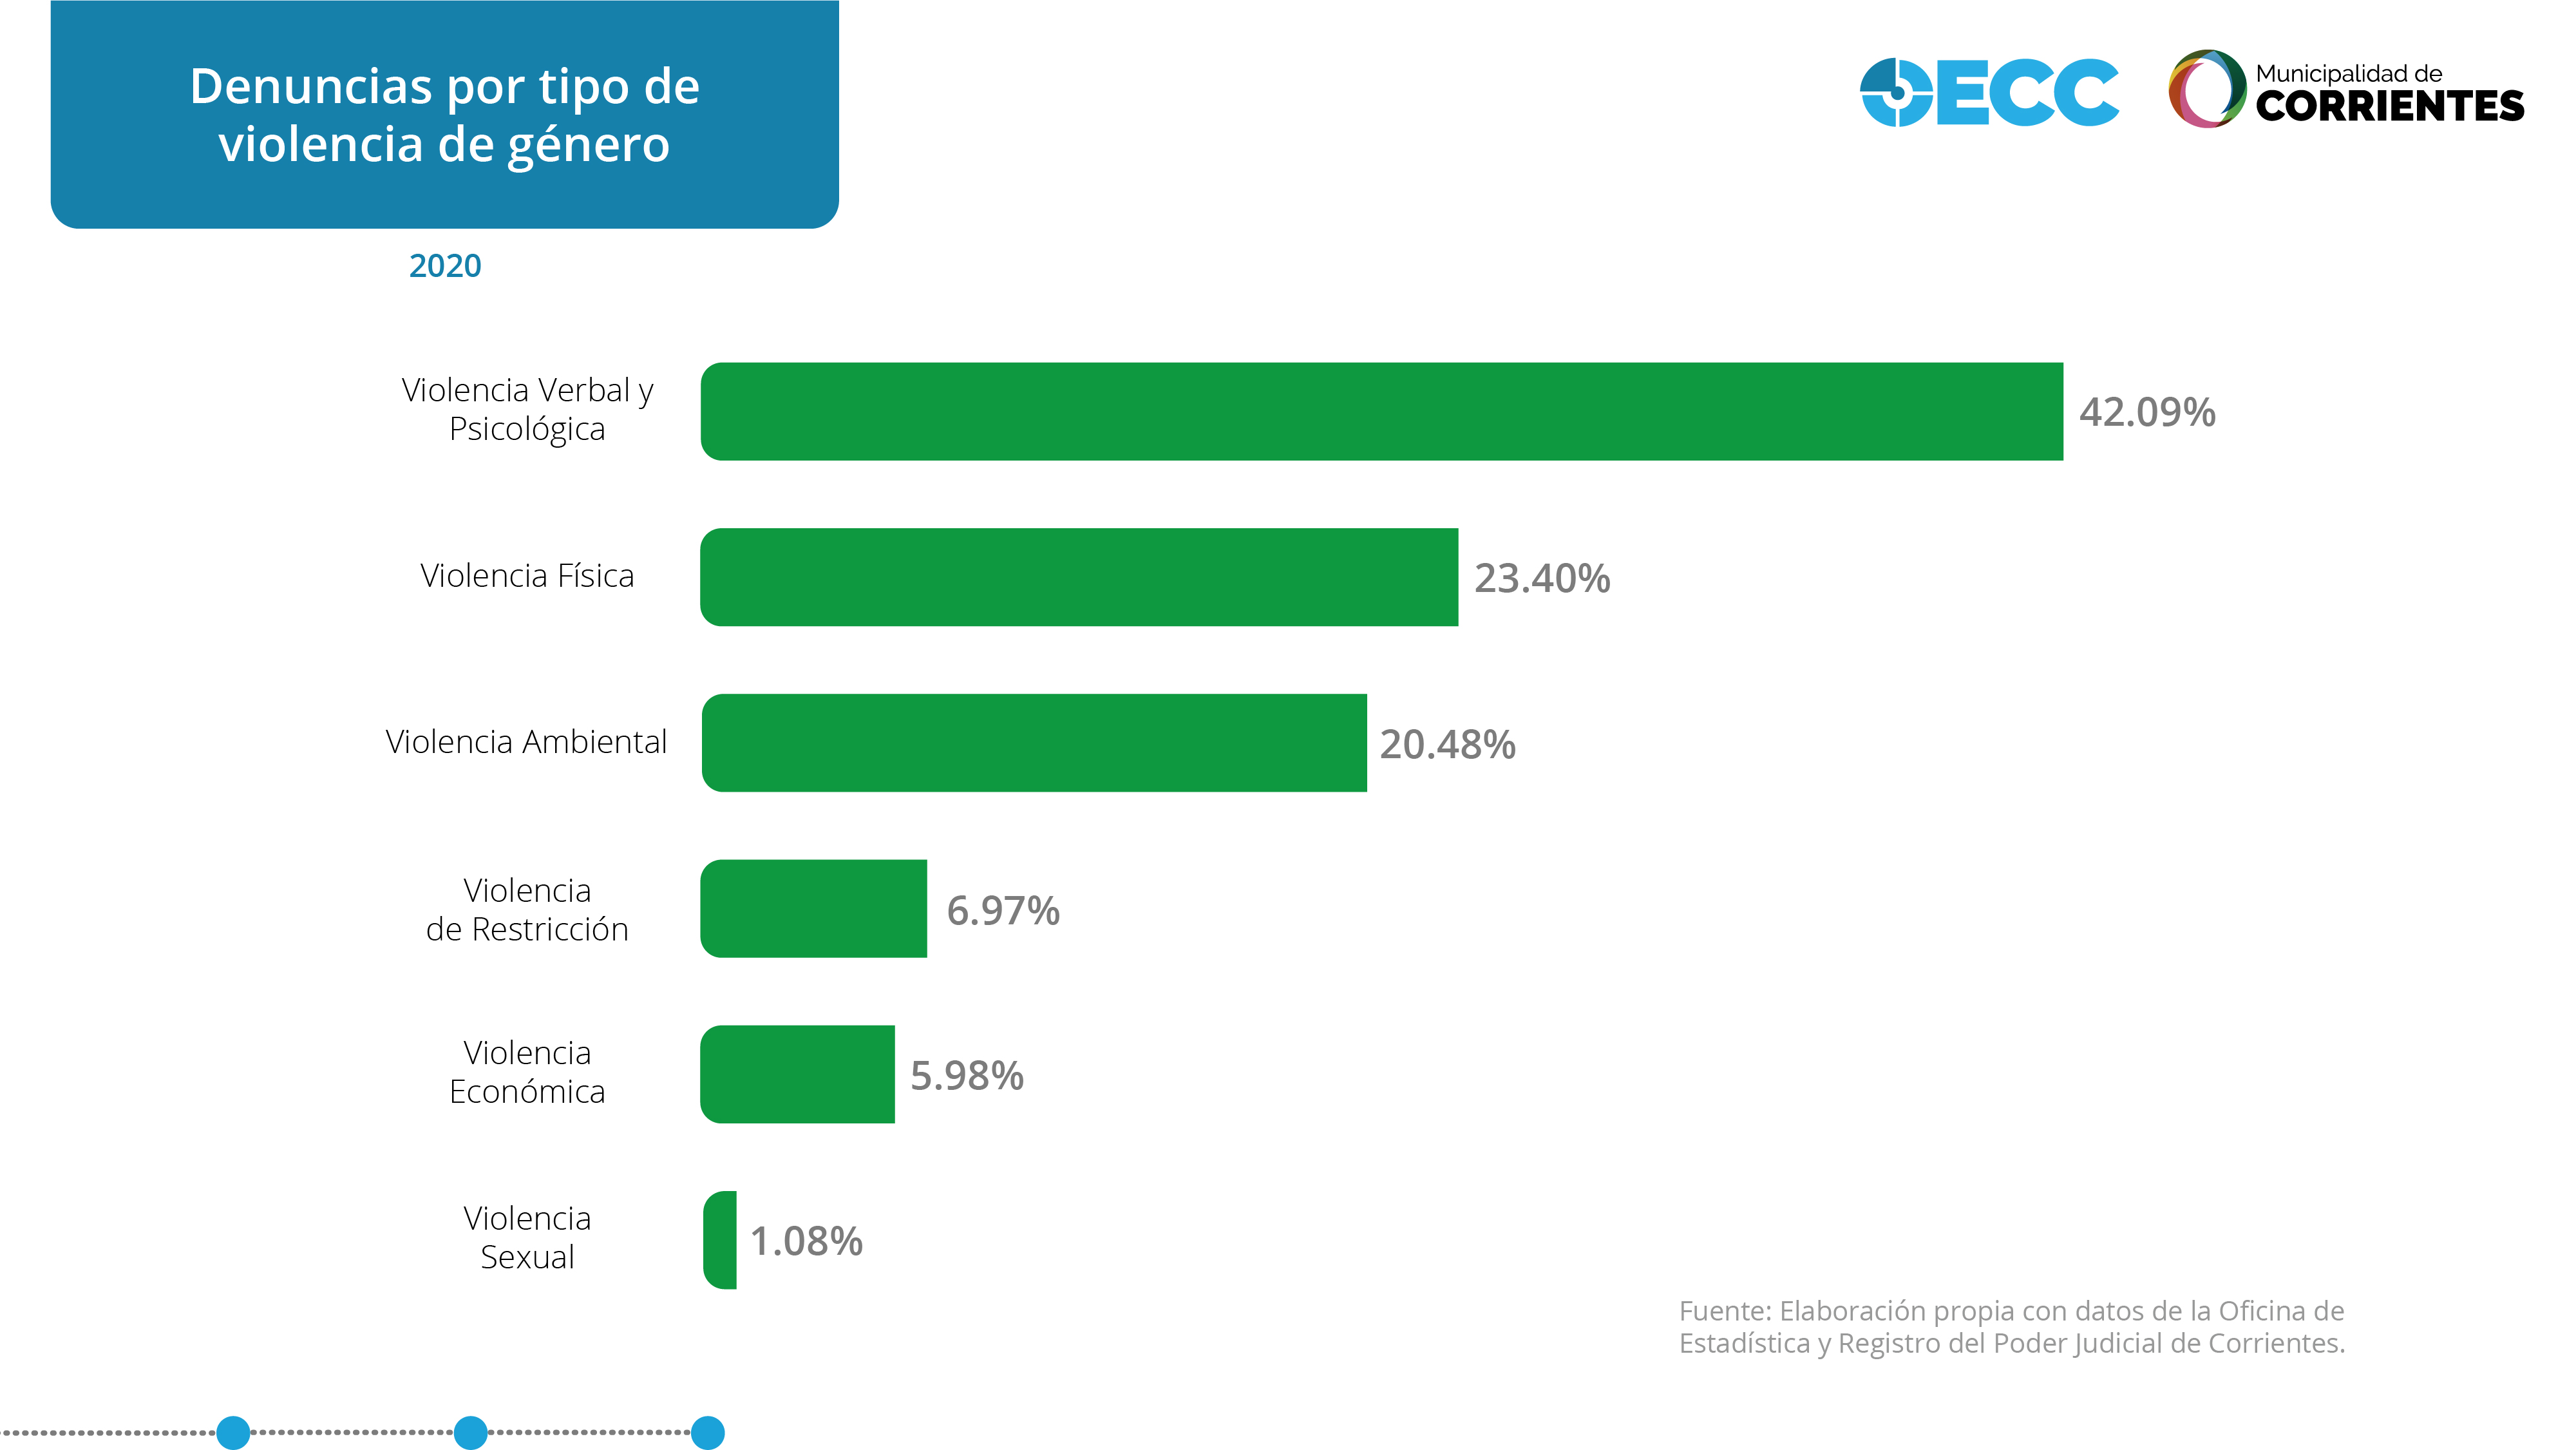 Denuncias por tipo de
violencia de género
2020
OECC
Municipalidad de
CORRIENTES
Violencia Verbal y
Psicológica
42.09%
Violencia Física
23.40%
Violencia Ambiental
20.48%
Violencia
de Restricción
6.97%
Violencia
Económica
5.98%
Violencia
Sexual
1.08%
Fuente: Elaboración propia con datos de la Oficina de
Estadística y Registro del Poder Judicial de Corrientes.